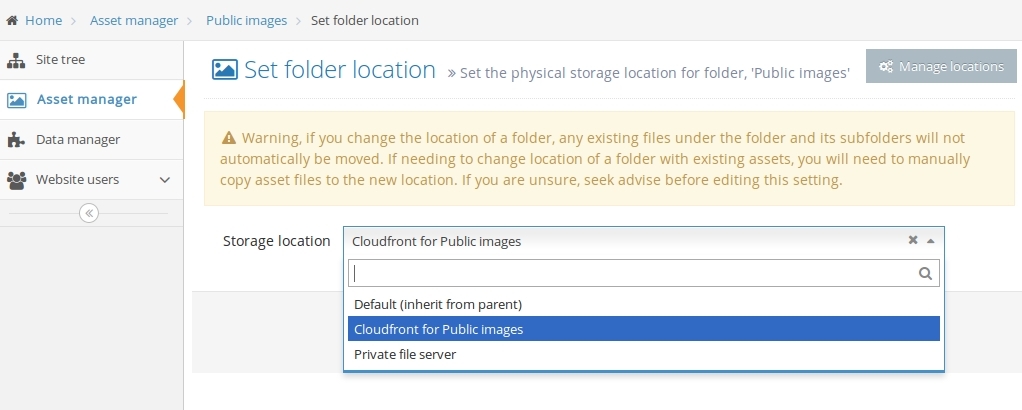 Home > Asset manager > Public images > Set folder location
Site tree
Asset manager
Data manager
Website users
Set folder location » Set the physical storage location for folder, 'Public images'
Manage locations
Warning, if you change the location of a folder, any existing files under the folder and its subfolders will not
automatically be moved. If needing to change location of a folder with existing assets, you will need to manually
copy asset files to the new location. If you are unsure, seek advise before editing this setting.
Storage location
Cloudfront for Public images
Default (inherit from parent)
Cloudfront for Public images
Private file server